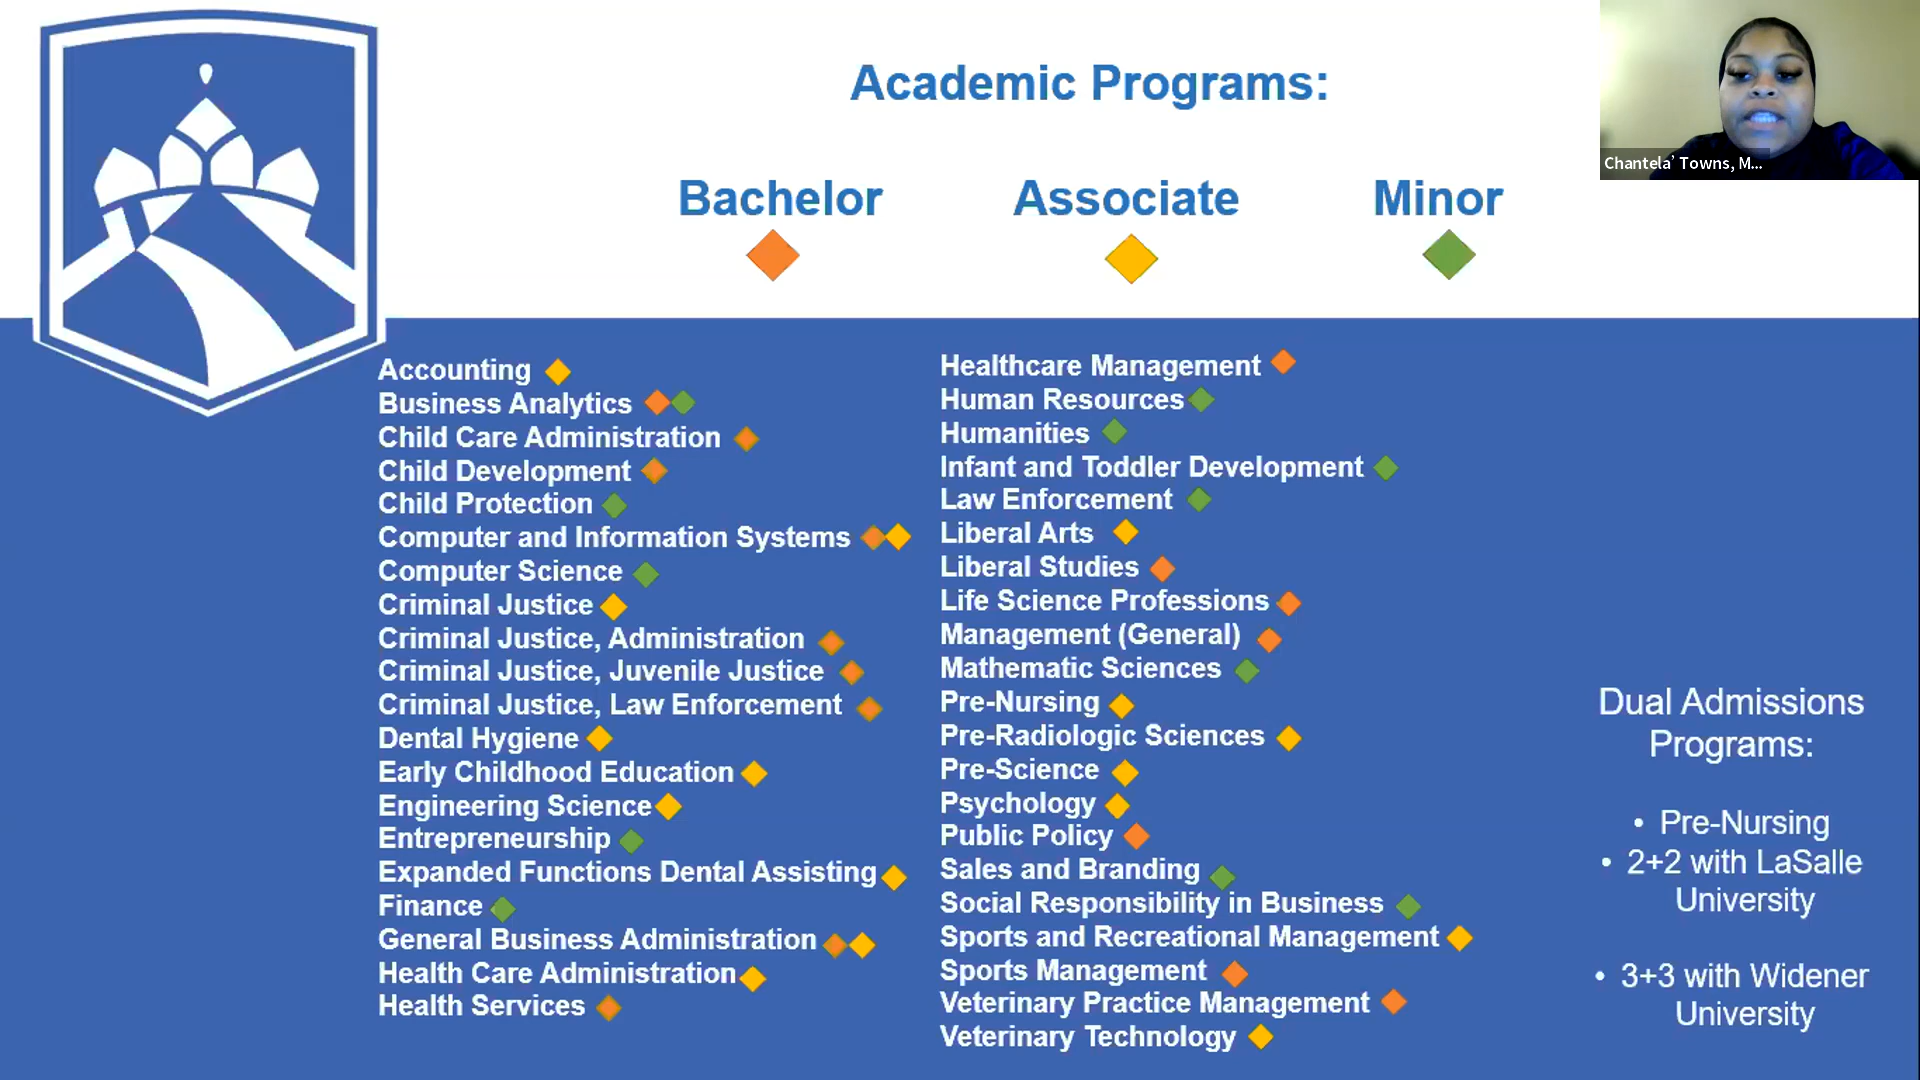 Academic Programs:
Chantela’ Towns, M...
Bachelor
Associate
Minor
Accounting
Business Analytics
Child Care Administration
Child Development
Child Protection
Computer and Information Systems
Computer Science
Criminal Justice
Criminal Justice, Administration
Criminal Justice, Juvenile Justice
Criminal Justice, Law Enforcement
Dental Hygiene
Early Childhood Education
Engineering Science
Entrepreneurship
Expanded Functions Dental Assisting
Finance
General Business Administration
Health Care Administration
Health Services
Healthcare Management
Human Resources
Humanities
Infant and Toddler Development
Law Enforcement
Liberal Arts
Liberal Studies
Life Science Professions
Management (General)
Mathematic Sciences
Pre-Nursing
Pre-Radiologic Sciences
Pre-Science
Psychology
Public Policy
Sales and Branding
Social Responsibility in Business
Sports and Recreational Management
Sports Management
Veterinary Practice Management
Veterinary Technology
Dual Admissions
Programs:
• Pre-Nursing
• 2+2 with LaSalle
University
• 3+3 with Widener
University